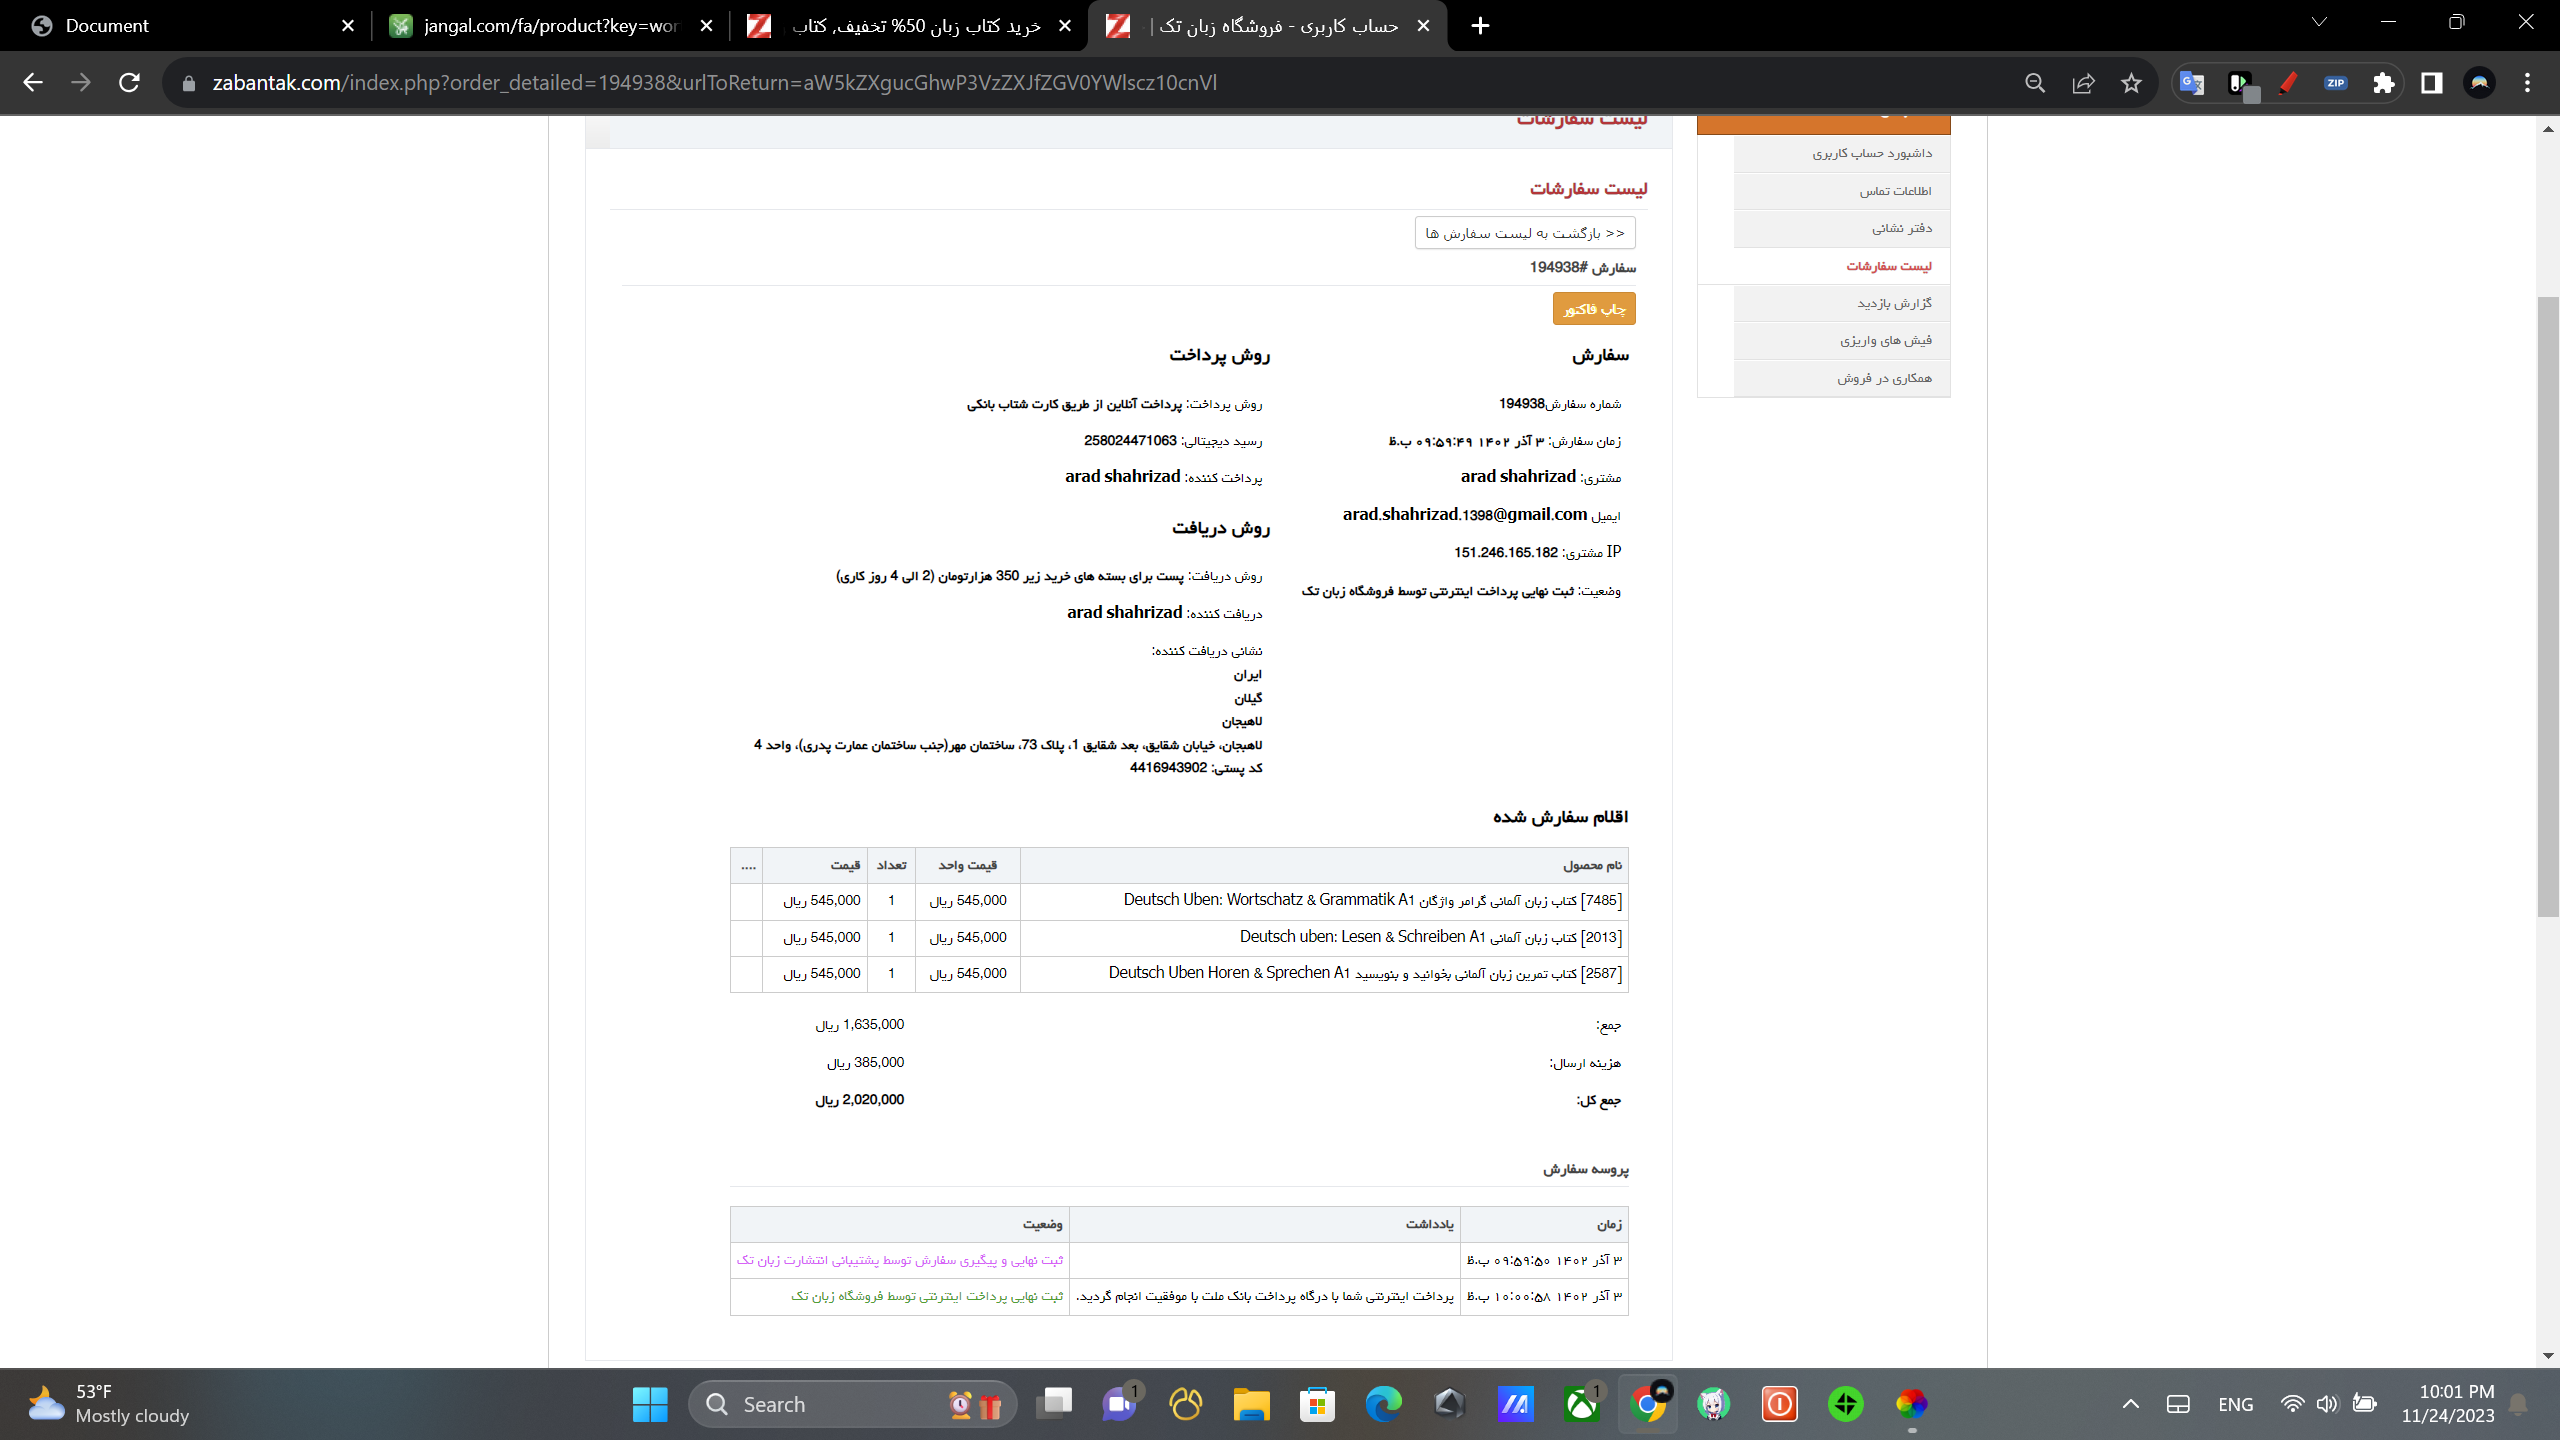 Document
jangal.com/fa/product?key=wor
خرید کتاب زبان 50% تخفیف, کتاب
حساب کاربری - فروشگاه زبان تک |
zabantak.com/index.php?order_detailed=194938&urlToReturn=aW5kZXgucGhwP3VzZXJfZGV0YWlscz10cnVl
ZIP
لیست سفارشات
داشبورد حساب کاربری
اطلاعات تماس
دفتر نشانی
لیست سفارشات
گزارش بازدید
فیش های واریزی
همکاری در فروش
لیست سفارشات
<< بازگشت به لیست سفارش ها
سفارش #194938
چاپ فاکتور
سفارش
شماره سفارش194938
زمان سفارش: ۳ آذر ۱۴۰۲ ۰۹:۵۹:۴۹ ب.ظ
مشتری: arad shahrizad
ایمیل arad.shahrizad.1398@gmail.com
IP مشتری: 151.246.165.182
وضعیت: ثبت نهایی پرداخت اینترنتی توسط فروشگاه زبان تک
روش پرداخت
روش پرداخت: پرداخت آنلاین از طریق کارت شتاب بانکی
رسید دیجیتالی: 258024471063
پرداخت کننده: arad shahrizad
روش دریافت
روش دریافت: پست برای بسته های خرید زیر 350 هزارتومان (2 الی 4 روز کاری)
دریافت کننده: arad shahrizad
نشانی دریافت کننده:
ایران
گیلان
لاهیجان
لاهیجان، خیابان شقایق، بعد شقایق 1، پلاک 73، ساختمان مهر(جنب ساختمان عمارت پدری)، واحد 4
کد پستی: 4416943902
اقلام سفارش شده
نام محصول قیمت واحد تعداد قیمت ....
[7485] کتاب زبان آلمانی گرامر واژگان Deutsch Uben: Wortschatz & Grammatik A1 545,000 ریال 1 545,000 ریال
[2013] کتاب زبان آلمانی Deutsch uben: Lesen & Schreiben A1 545,000 ریال 1 545,000 ریال
[2587] کتاب تمرین زبان آلمانی بخوانید و بنویسید Deutsch Uben Horen & Sprechen A1 545,000 ریال 1 545,000 ریال
جمع: 1,635,000 ریال
هزینه ارسال: 385,000 ریال
جمع کل: 2,020,000 ریال
پروسه سفارش
زمان یادداشت وضعیت
۳ آذر ۱۴۰۲ ۰۹:۵۹:۵۰ ب.ظ ثبت نهایی و پیگیری سفارش توسط پشتیبانی انتشارت زبان تک
۳ آذر ۱۴۰۲ ۱۰:۰۰:۵۸ ب.ظ پرداخت اینترنتی شما با درگاه پرداخت بانک ملت با موفقیت انجام گردید. ثبت نهایی پرداخت اینترنتی توسط فروشگاه زبان تک
53°F
Mostly cloudy
Search
1
1
ENG
10:01 PM
11/24/2023